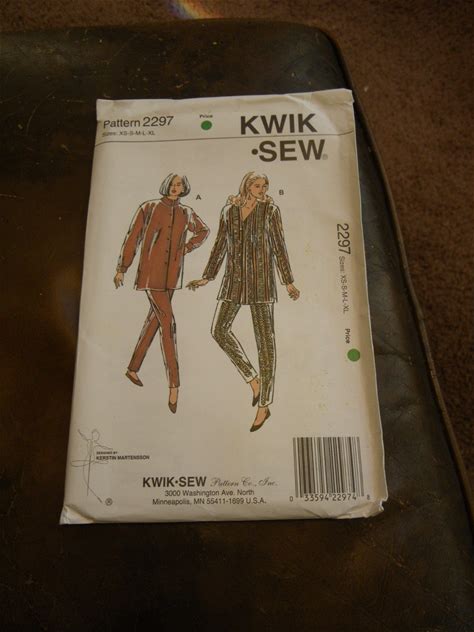 Pattern 2297
Sizes: XS-S-M-L-XL
Price
KWIK
•SEW®
A
B
2297
Sizes: XS-S-M-L-XL
Price
DESIGNED BY
KERSTIN MARTENSSON
®
KWIK•SEW Pattern Co., Inc.
3000 Washington Ave. North
Minneapolis, MN 55411-1699 U.S.A.
0 33594 22974 8